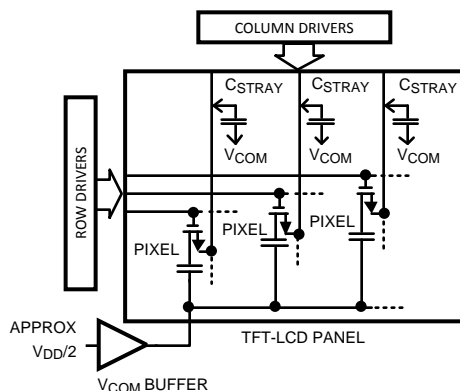 COLUMN DRIVERS
CSTRAY CSTRAY CSTRAY
VCOM VCOM VCOM
ROW DRIVERS
PIXEL PIXEL PIXEL
APPROX
VDD/2
TFT-LCD PANEL
VCOM BUFFER